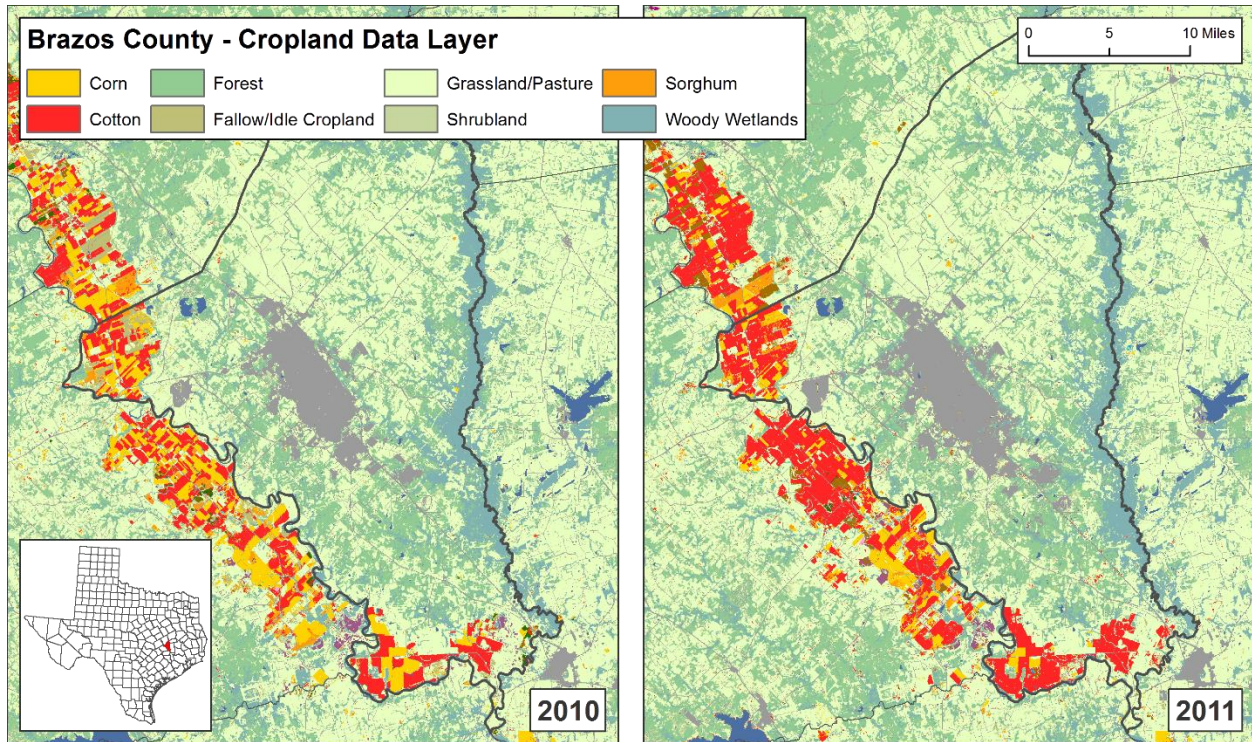 Brazos County - Cropland Data Layer
Corn
Forest
Grassland/Pasture
Sorghum
Cotton
Fallow/Idle Cropland
Shrubland
Woody Wetlands
0 5 10 Miles
2010
2011